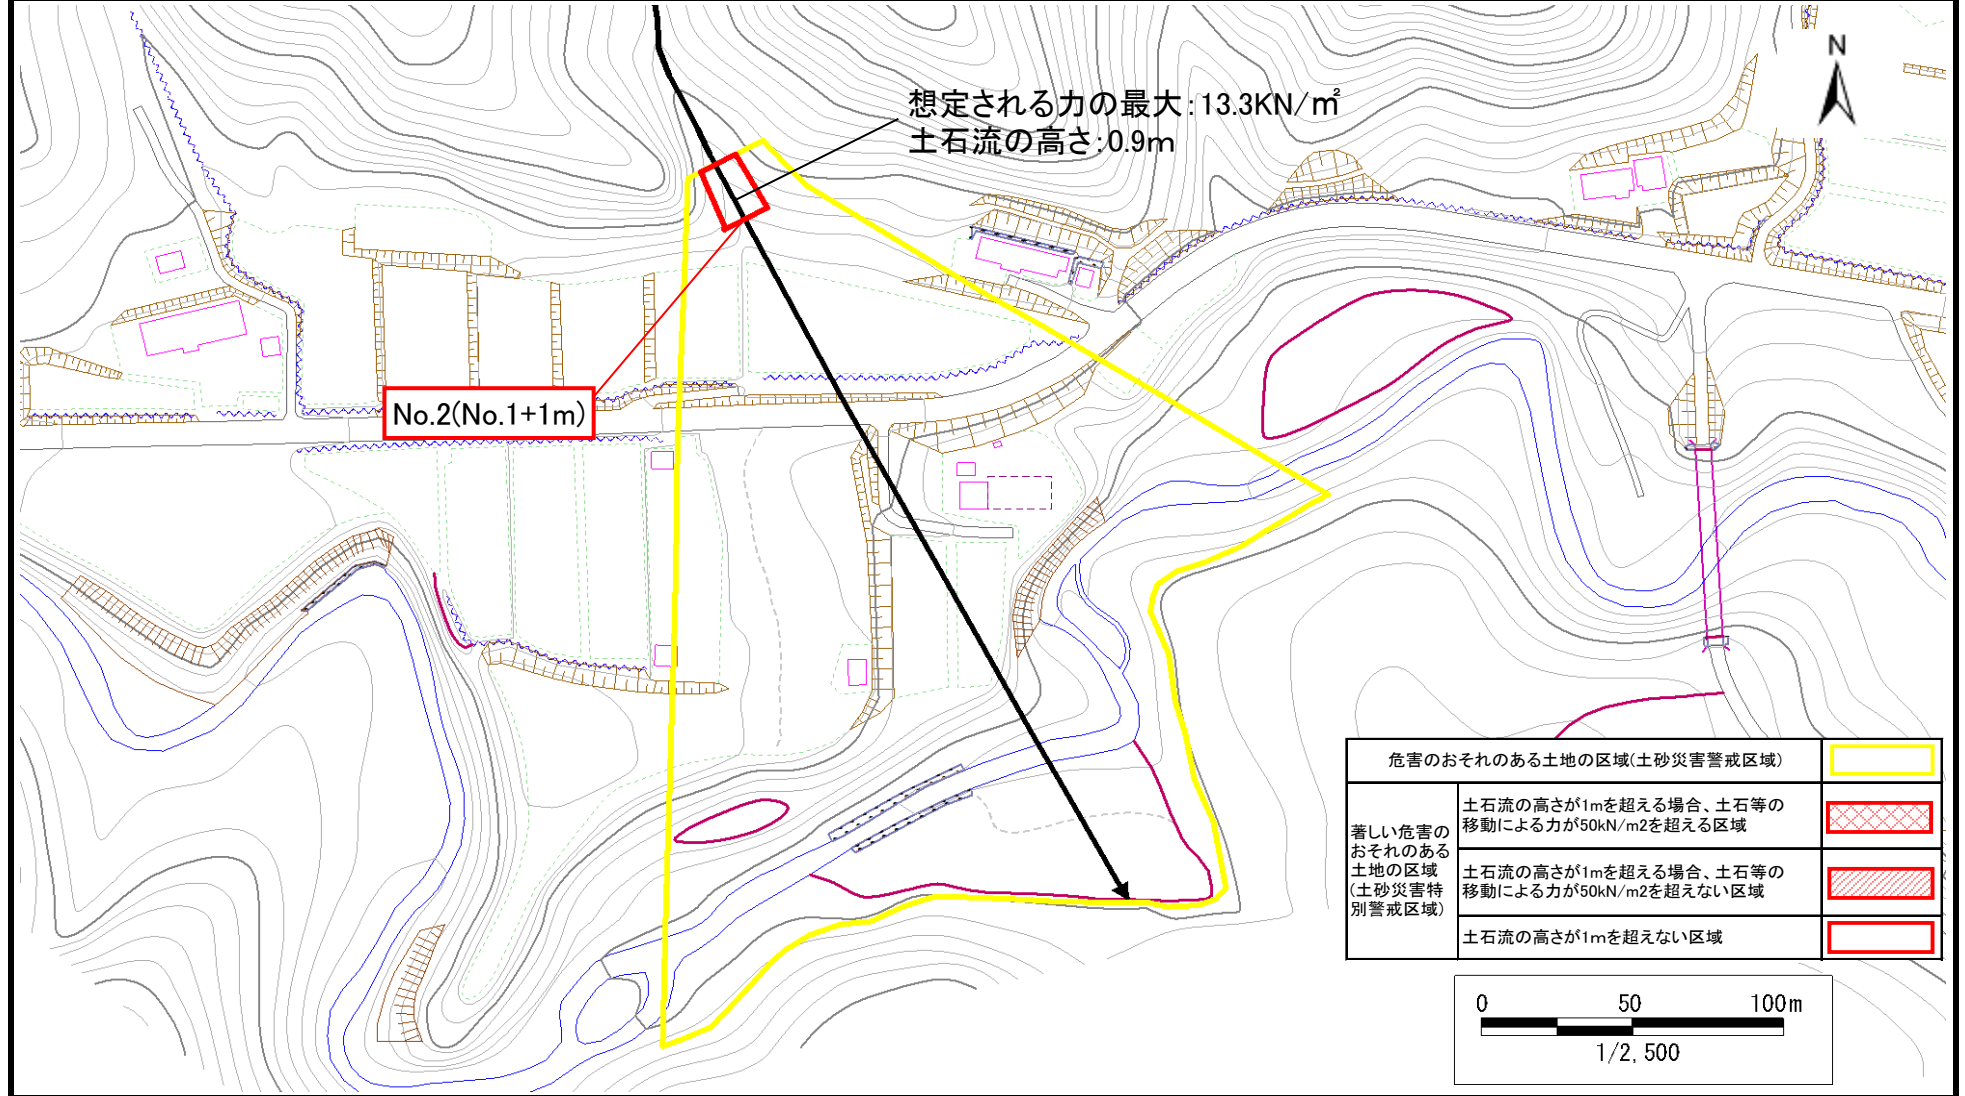 N
想定される力の最大:13.3KN/㎡
土石流の高さ:0.9m
No.2(No.1+1m)
危害のおそれのある土地の区域(土砂災害警戒区域)
著しい危害の
おそれのある
土地の区域
(土砂災害特
別警戒区域)
土石流の高さが1mを超える場合、土石等の
移動による力が50kN/m2を超える区域
土石流の高さが1mを超える場合、土石等の
移動による力が50kN/m2を超えない区域
土石流の高さが1mを超えない区域
0 50 100m
1/2,500